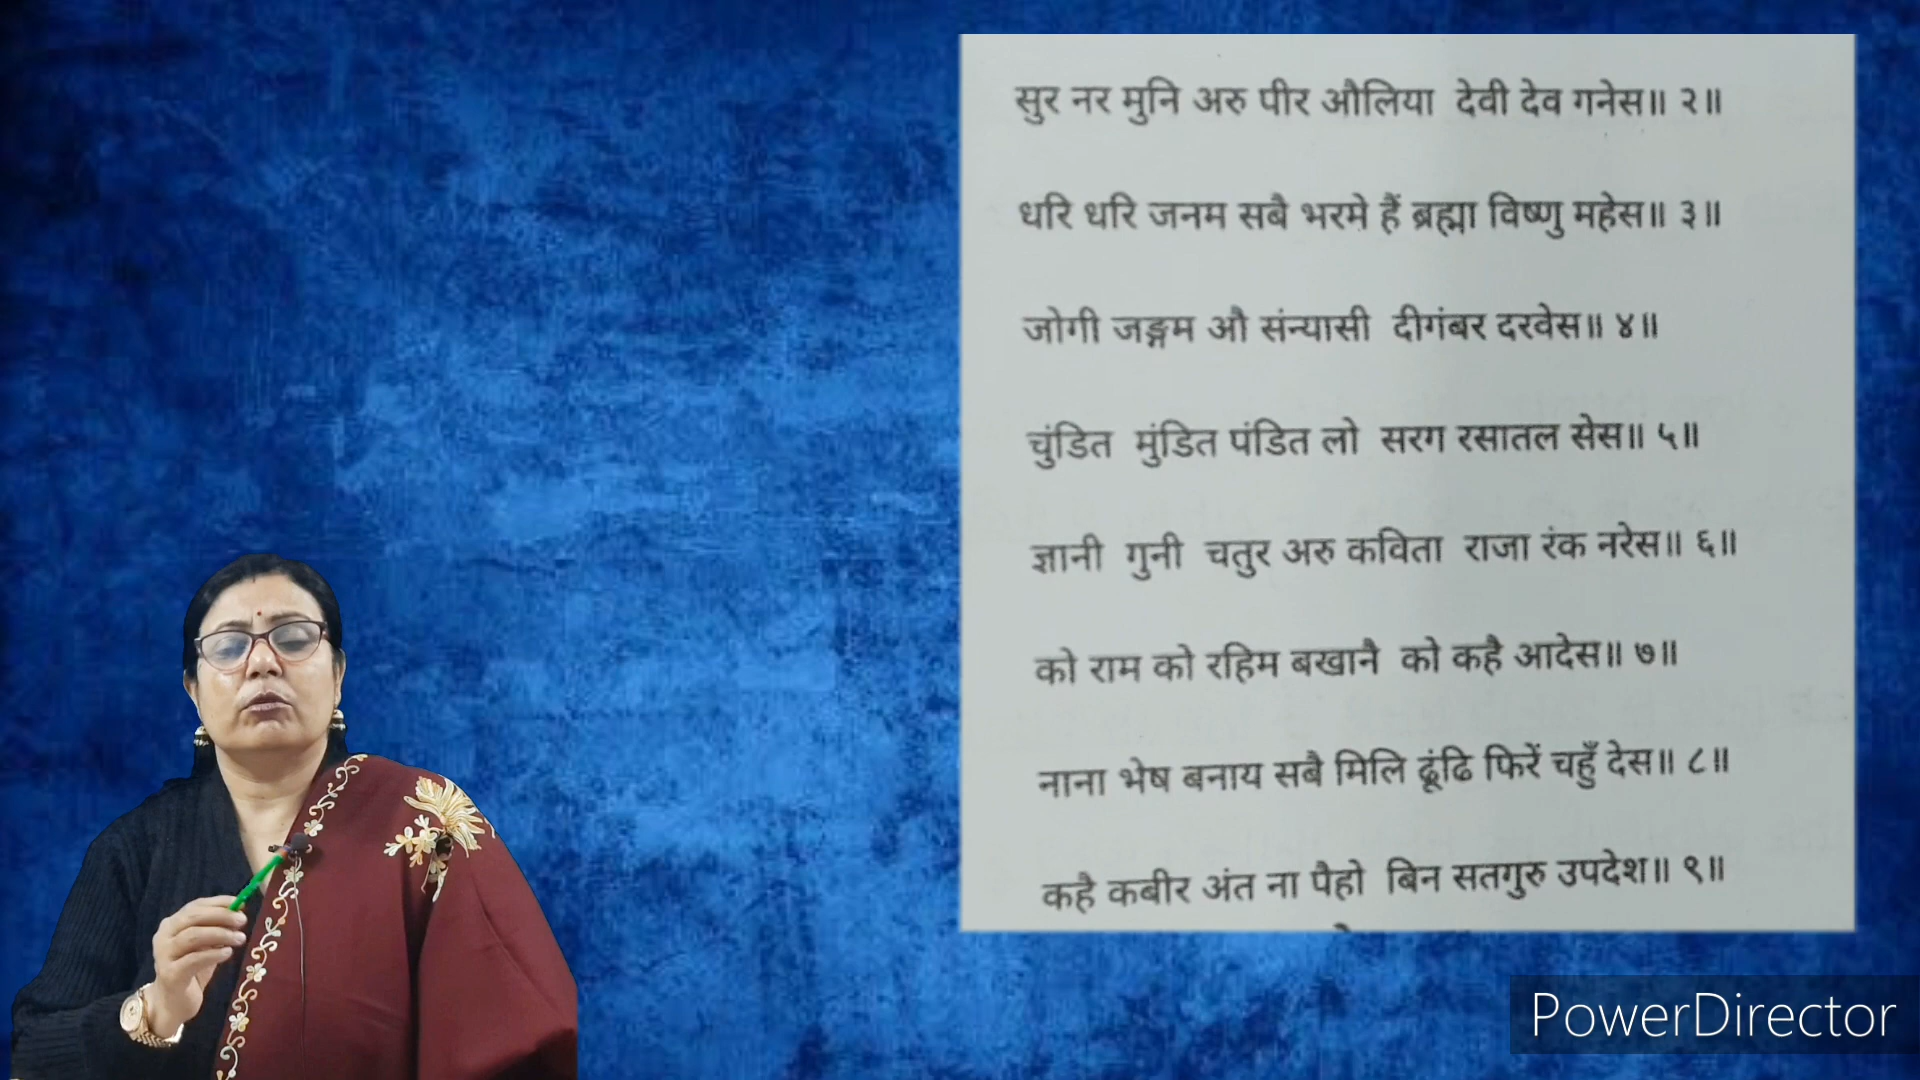 सुर नर मुनि अरु पीर औलिया देवी देव गनेस॥ २॥
धरि धरि जनम सबै भरमे हैं ब्रह्मा विष्णु महेस॥ ३॥
जोगी जङ्गम औ संन्यासी दीगंबर दरवेस॥ ४॥
चुंडित मुंडित पंडित लो सरग रसातल सेस॥ ५॥
ज्ञानी गुनी चतुर अरु कविता राजा रंक नरेस॥ ६॥
को राम को रहिम बखानै को कहै आदेस॥ ७॥
नाना भेष बनाय सबै मिलि ढूंढि फिरें चहुँ देस॥ ८॥
कहै कबीर अंत ना पैहो बिन सतगुरु उपदेश॥ ९॥
PowerDirector